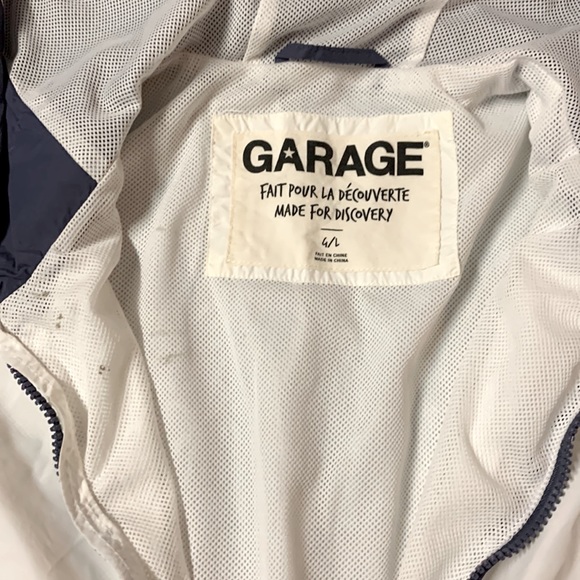 GARAGE®
FAIT POUR LA DÉCOUVERTE
MADE FOR DISCOVERY
G/L
FAIT EN CHINE
MADE IN CHINA